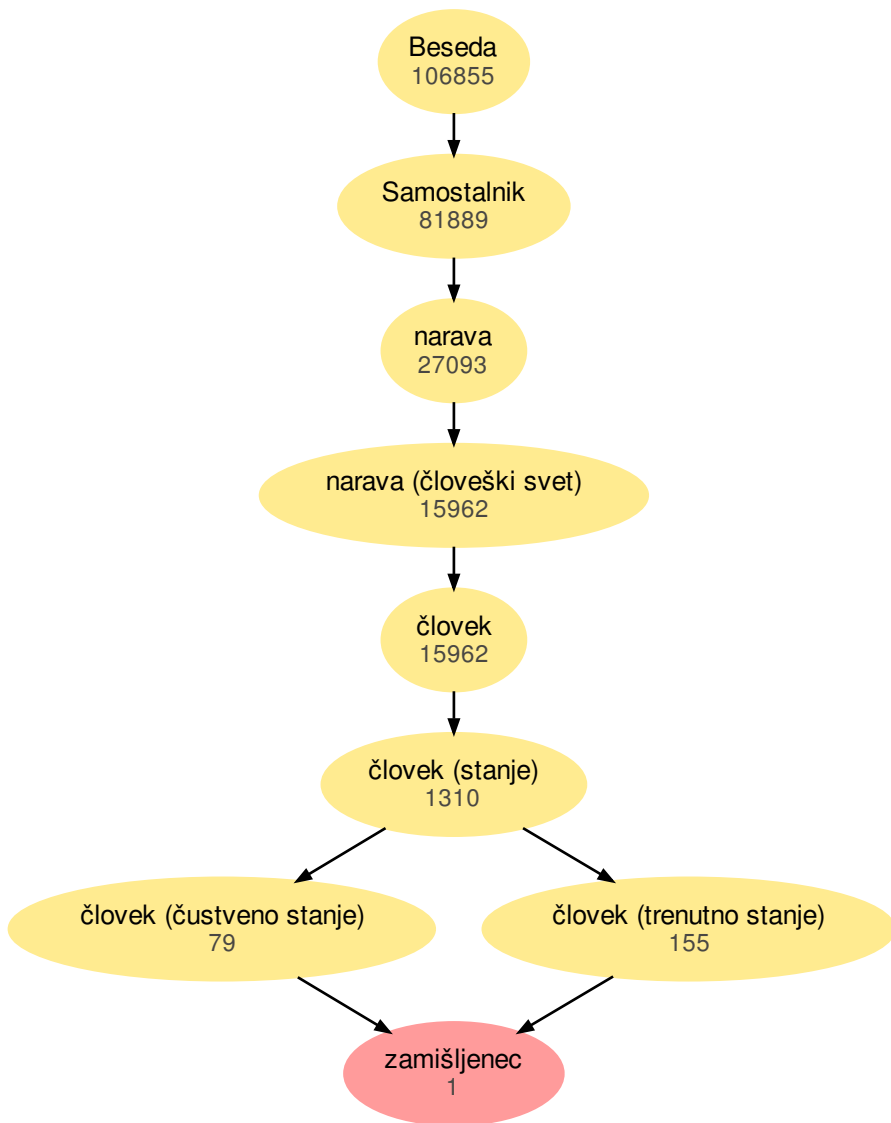 Beseda
106855
Samostalnik
81889
narava
27093
narava (človeški svet)
15962
človek
15962
človek (stanje)
1310
človek (čustveno stanje)
79
človek (trenutno stanje)
155
zamišljenec
1